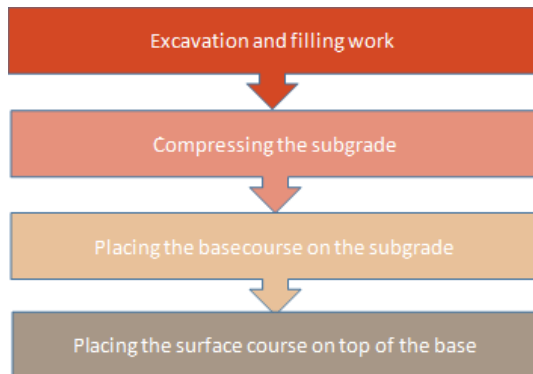 Excavation and filling work
Compressing the subgrade
Placing the basecourse on the subgrade
Placing the surface course on top of the base